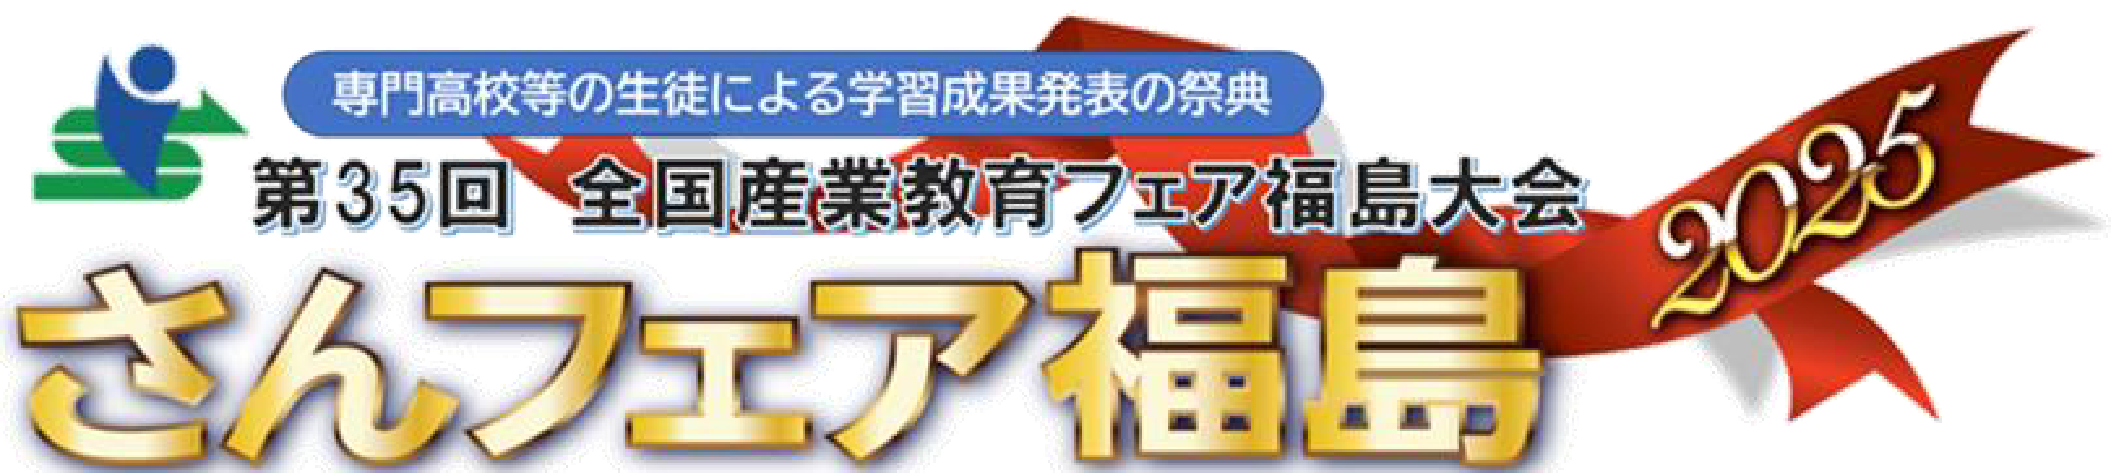 専門高校等の生徒による学習成果発表の祭典
第35回 全国産業教育フェア福島大会
さんフェア福島
2025